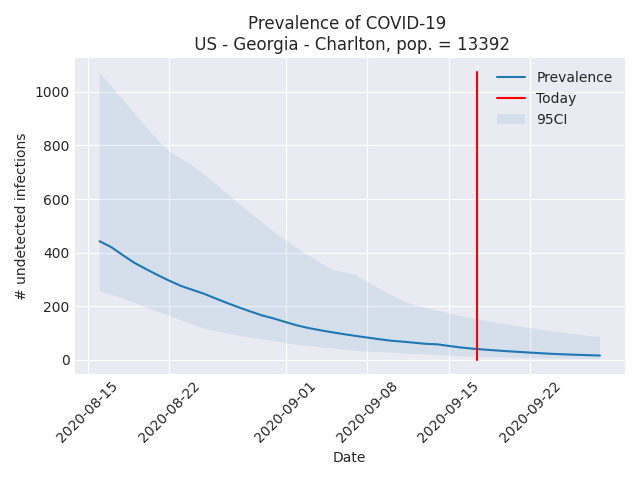 Prevalence of COVID-19
US - Georgia - Charlton, pop. = 13392
Prevalence
Today
95CI
# undetected infections
1000
800
600
400
200
0
2020-08-15
2020-08-22
2020-09-01
2020-09-08
2020-09-15
2020-09-22
Date